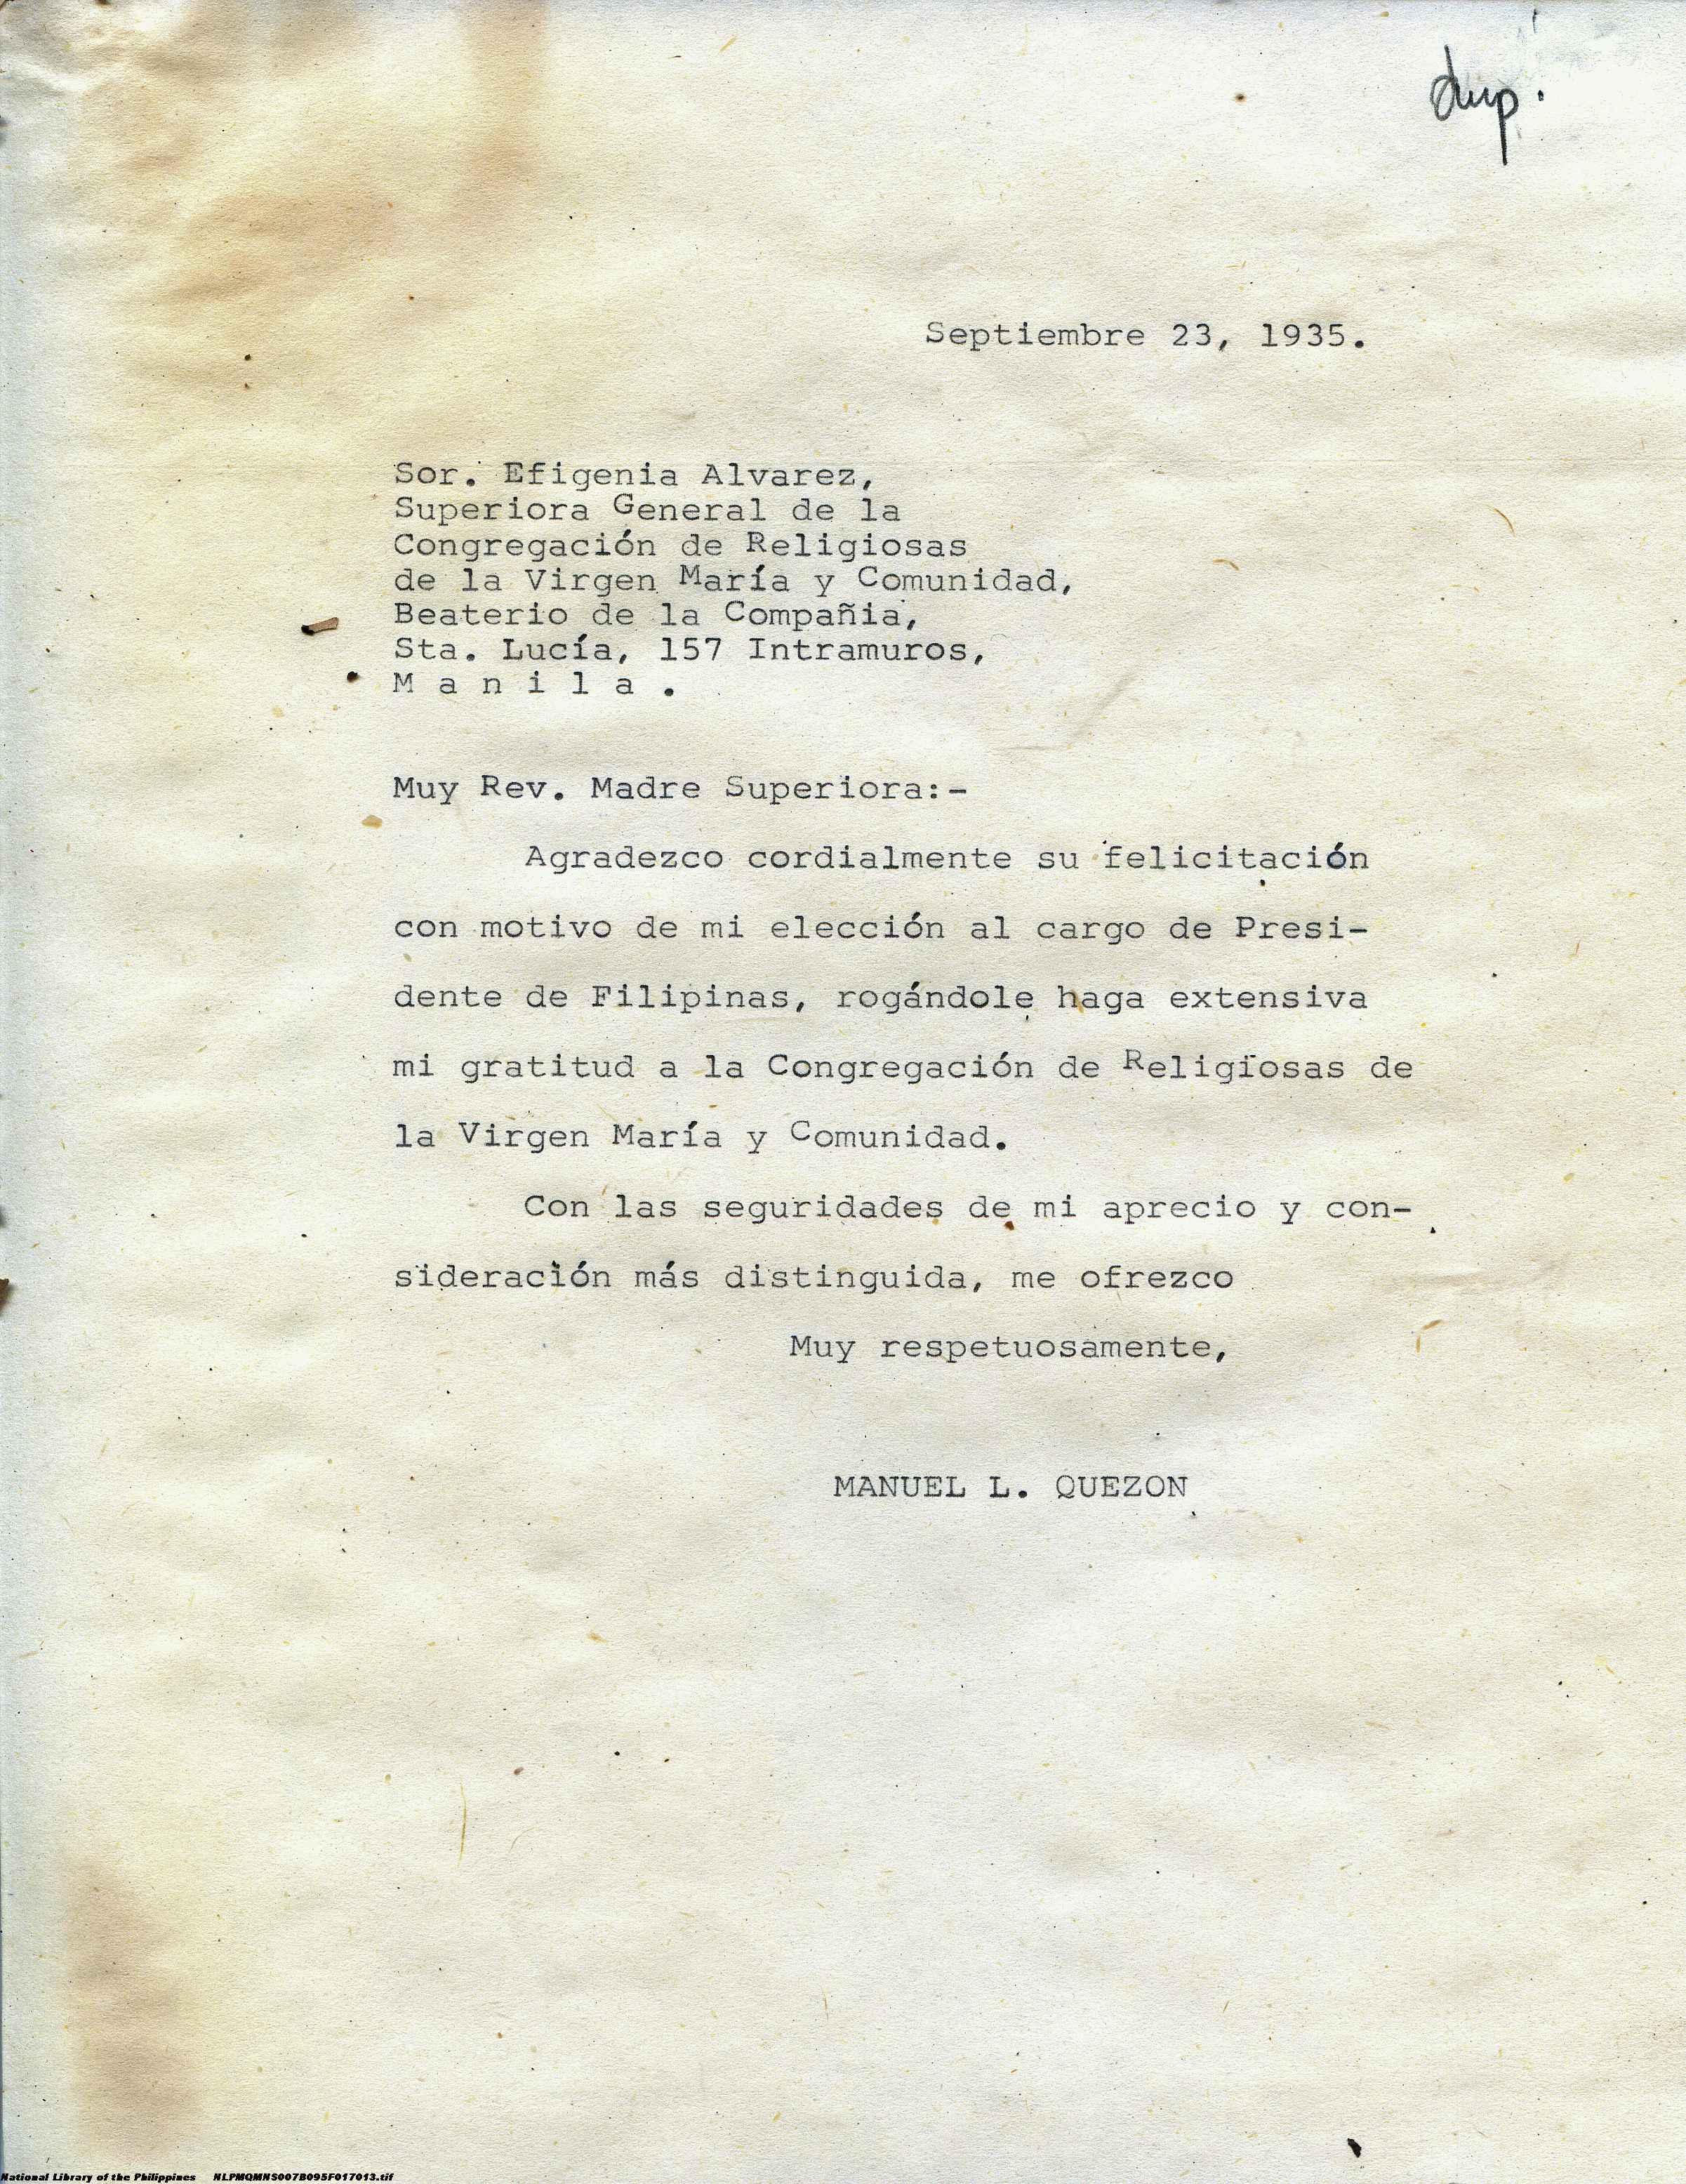 dup.
Septiembre 23, 1935.
Sor. Efigenia Alvarez,
Superiora General de la
Congregación de Religiosas
de la Virgen María y Comunidad,
Beaterio de la Compañia,
Sta. Lucía, 157 Intramuros,
M a n i l a .
Muy Rev. Madre Superiora:-
Agradezco cordialmente su felicitación
con motivo de mi elección al cargo de Presi-
dente de Filipinas, rogándole haga extensiva
mi gratitud a la Congregación de Religiosas de
la Virgen María y Comunidad.
Con las seguridades de mi aprecio y con-
sideración más distinguida, me ofrezco
Muy respetuosamente,
MANUEL L. QUEZON
National Library of the Philippines NLPMQMNS007B095F017013.tif